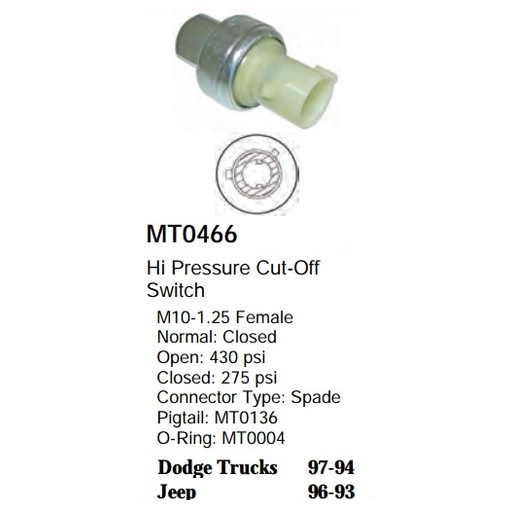 MT0466
Hi Pressure Cut-Off
Switch
M10-1.25 Female
Normal: Closed
Open: 430 psi
Closed: 275 psi
Connector Type: Spade
Pigtail: MT0136
O-Ring: MT0004
Dodge Trucks 97-94
Jeep 96-93